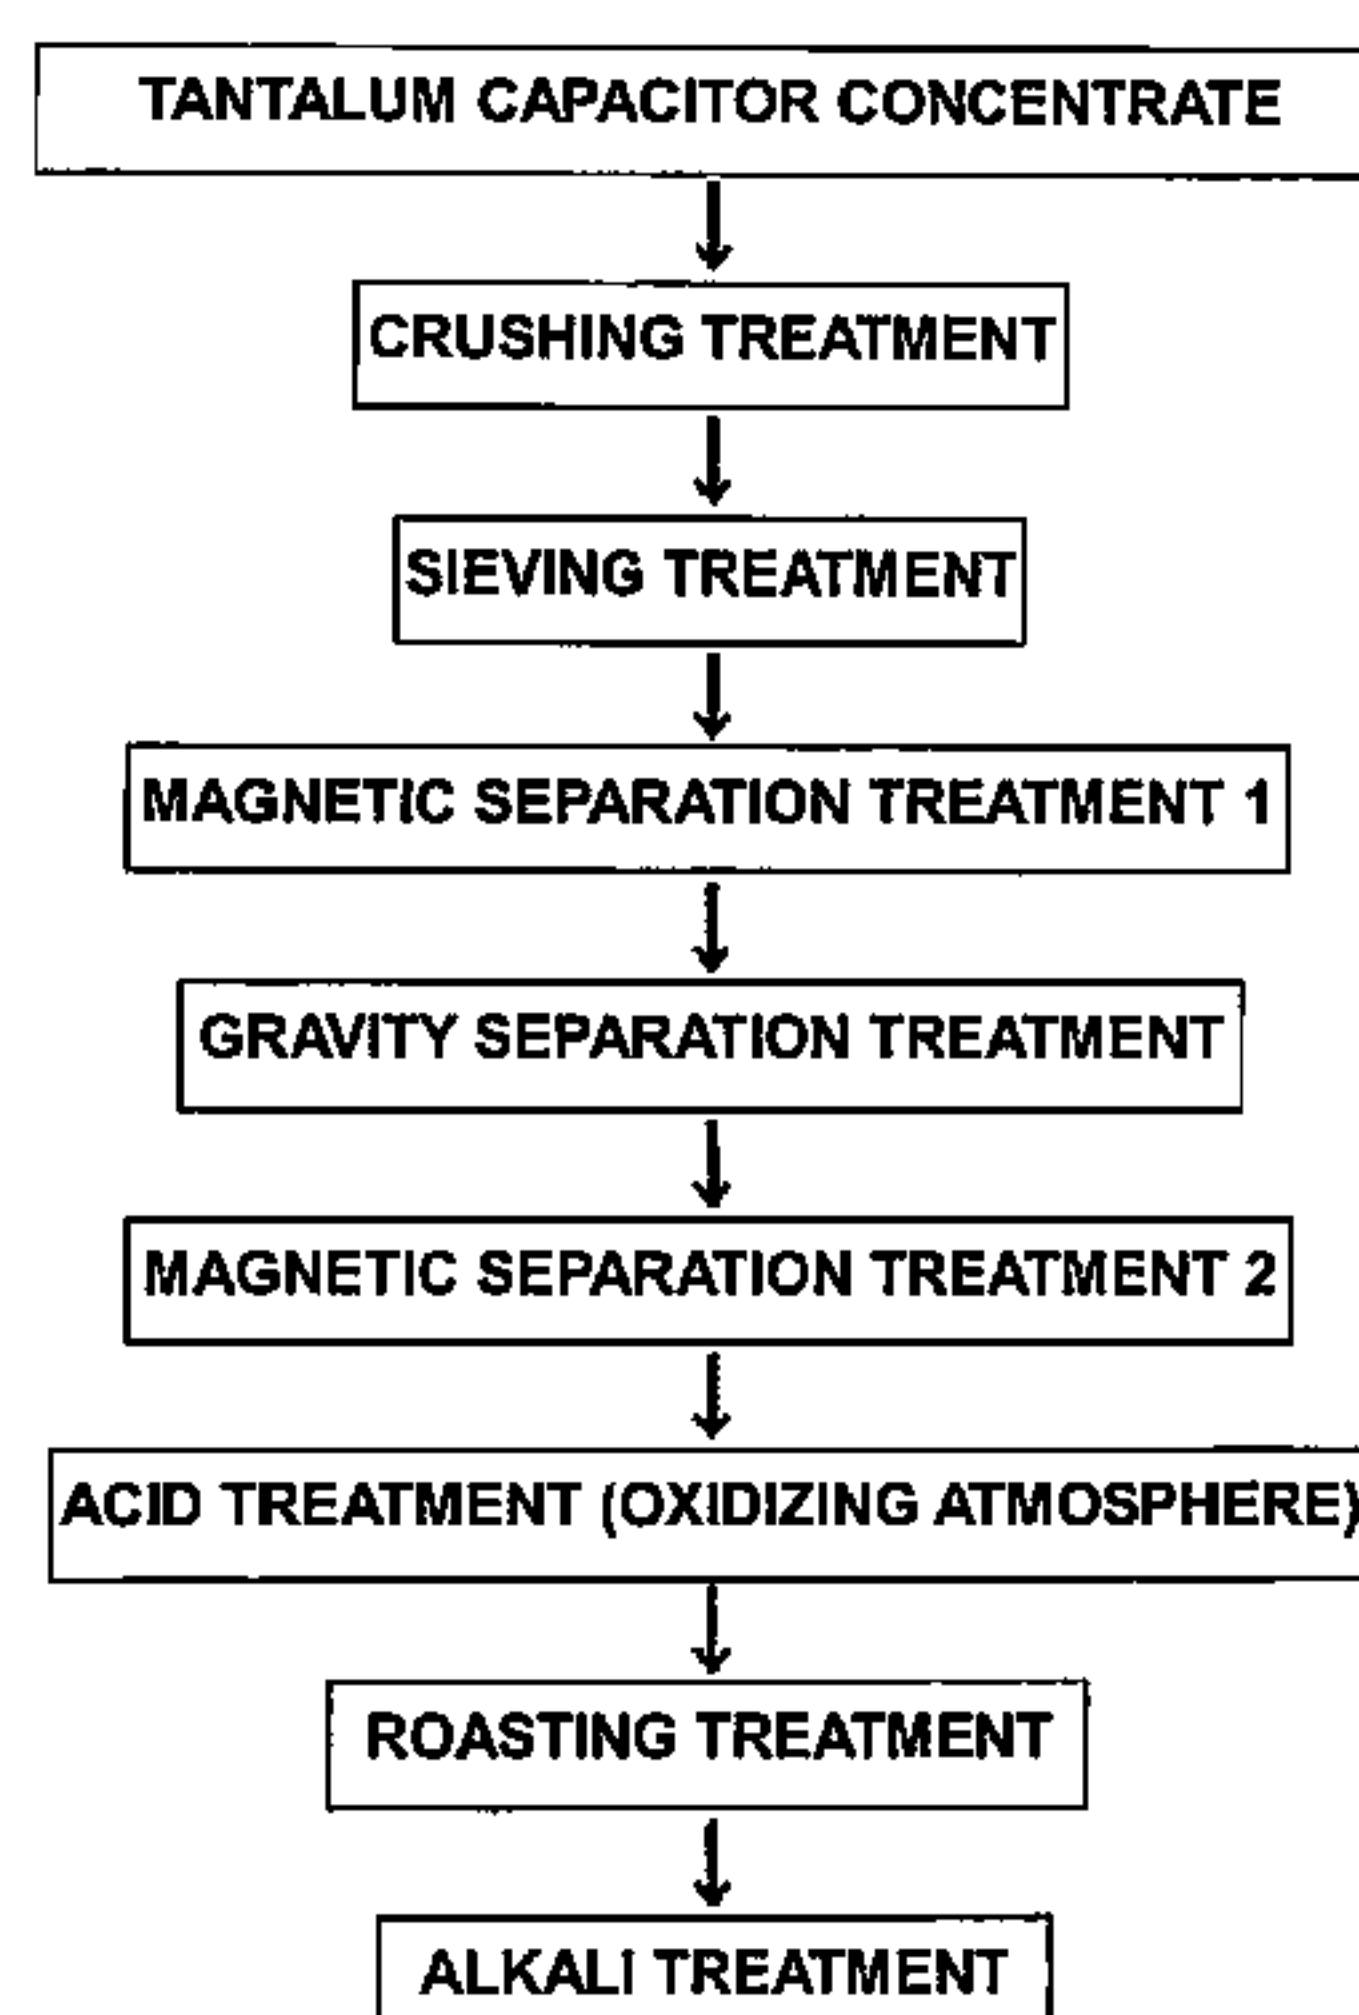 TANTALUM CAPACITOR CONCENTRATE
CRUSHING TREATMENT
SIEVING TREATMENT
MAGNETIC SEPARATION TREATMENT 1
GRAVITY SEPARATION TREATMENT
MAGNETIC SEPARATION TREATMENT 2
ACID TREATMENT (OXIDIZING ATMOSPHERE)
ROASTING TREATMENT
ALKALI TREATMENT